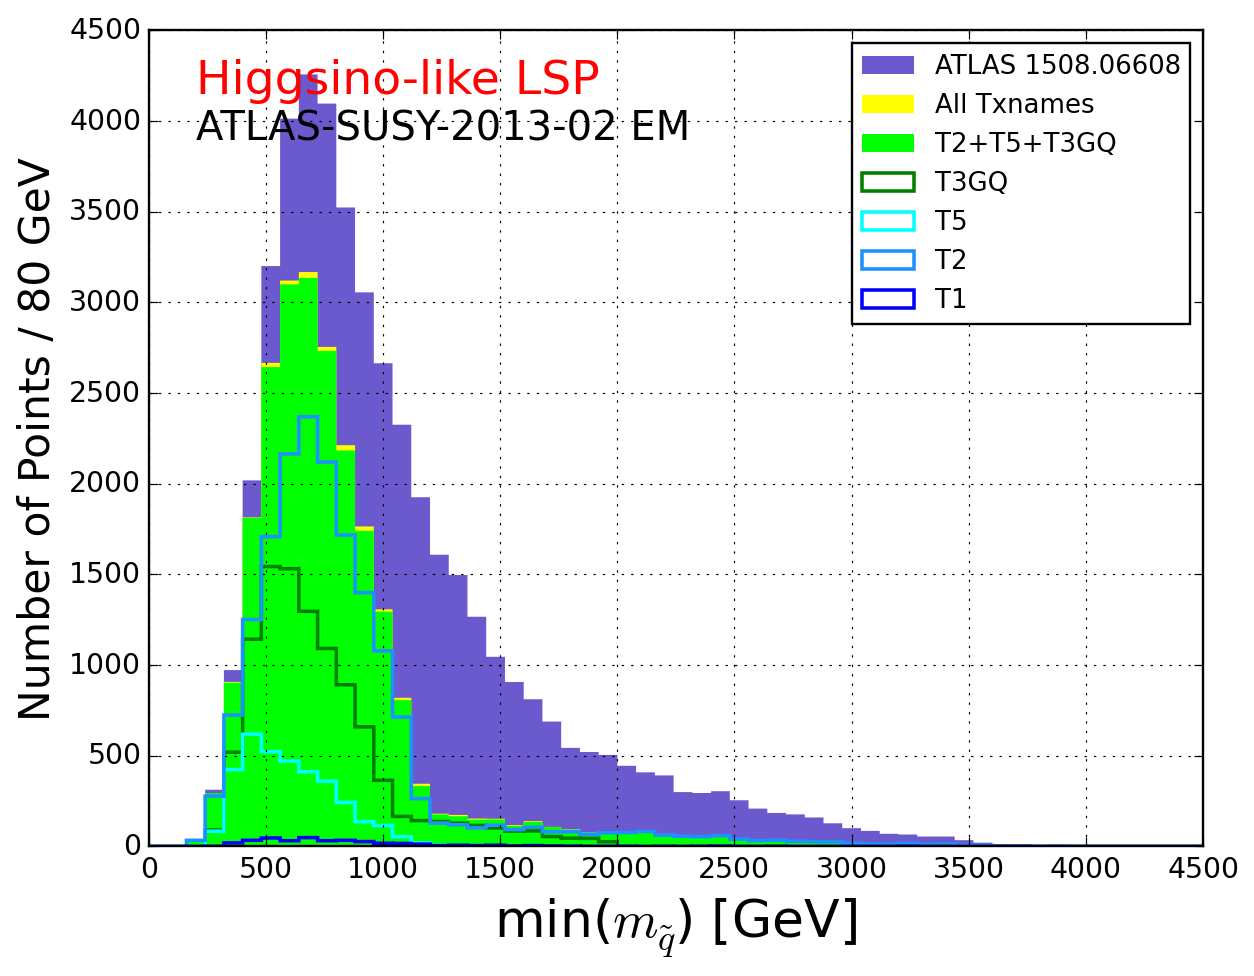 4500
4000
3500
3000
2500
2000
1500
1000
500
0
Number of Points / 80 GeV
Higgsino-like LSP
ATLAS-SUSY-2013-02 EM
ATLAS 1508.06608
All Txnames
T2+T5+T3GQ
T3GQ
T5
T2
T1
0 500 1000 1500 2000 2500 3000 3500 4000 4500
min(m_q̃) [GeV]